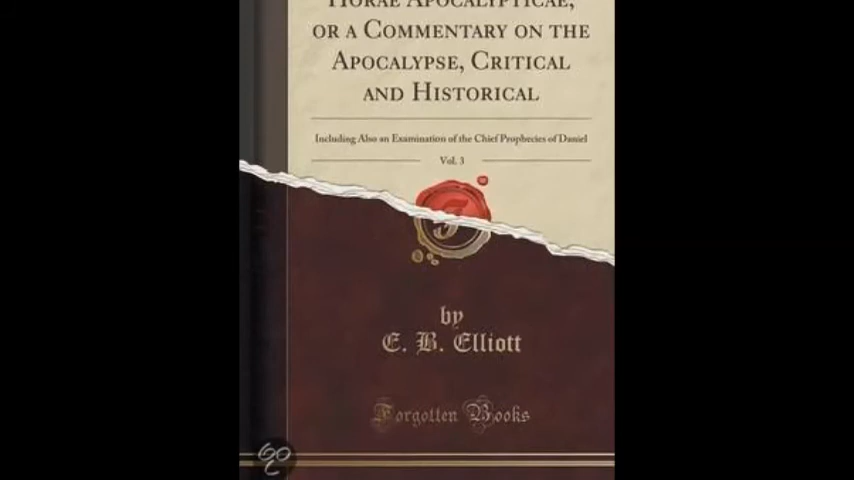 Horae Apocalypticae,
or a Commentary on the
Apocalypse, Critical
and Historical
Including Also an Examination of the Chief Prophecies of Daniel
Vol. 3
by
E. B. Elliott
Forgotten Books